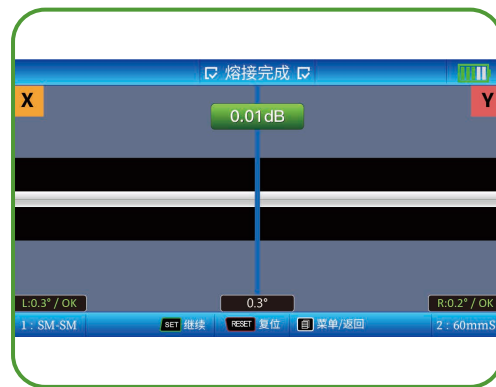 熔接完成
X
Y
0.01dB
L:0.3° / OK
0.3°
R:0.2° / OK
1 : SM-SM
SET 继续
RESET 复位
菜单/返回
2 : 60mmS